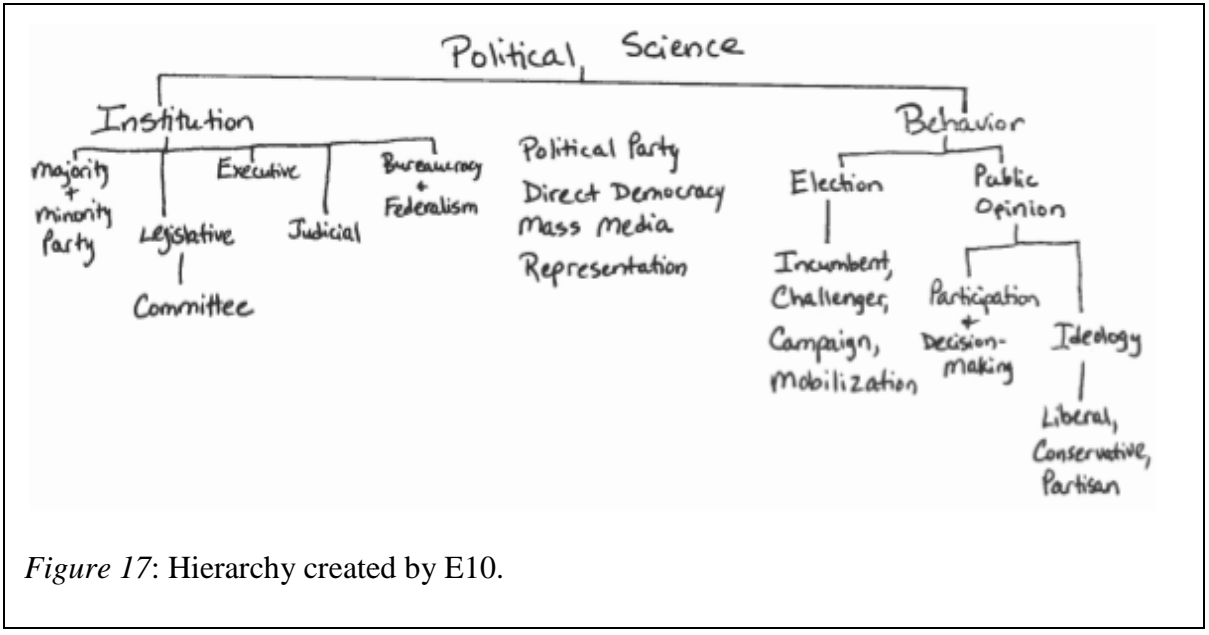 Political Science
Institution
Behavior
Majority
+
Minority
Party
Legislative
Committee
Executive
Judicial
Bureaucracy
+
Federalism
Political Party
Direct Democracy
Mass Media
Representation
Election
Incumbent,
Challenger,
Campaign,
Mobilization
Public
Opinion
Participation
+
Decision-
Making
Ideology
Liberal,
Conservative,
Partisan
Figure 17: Hierarchy created by E10.